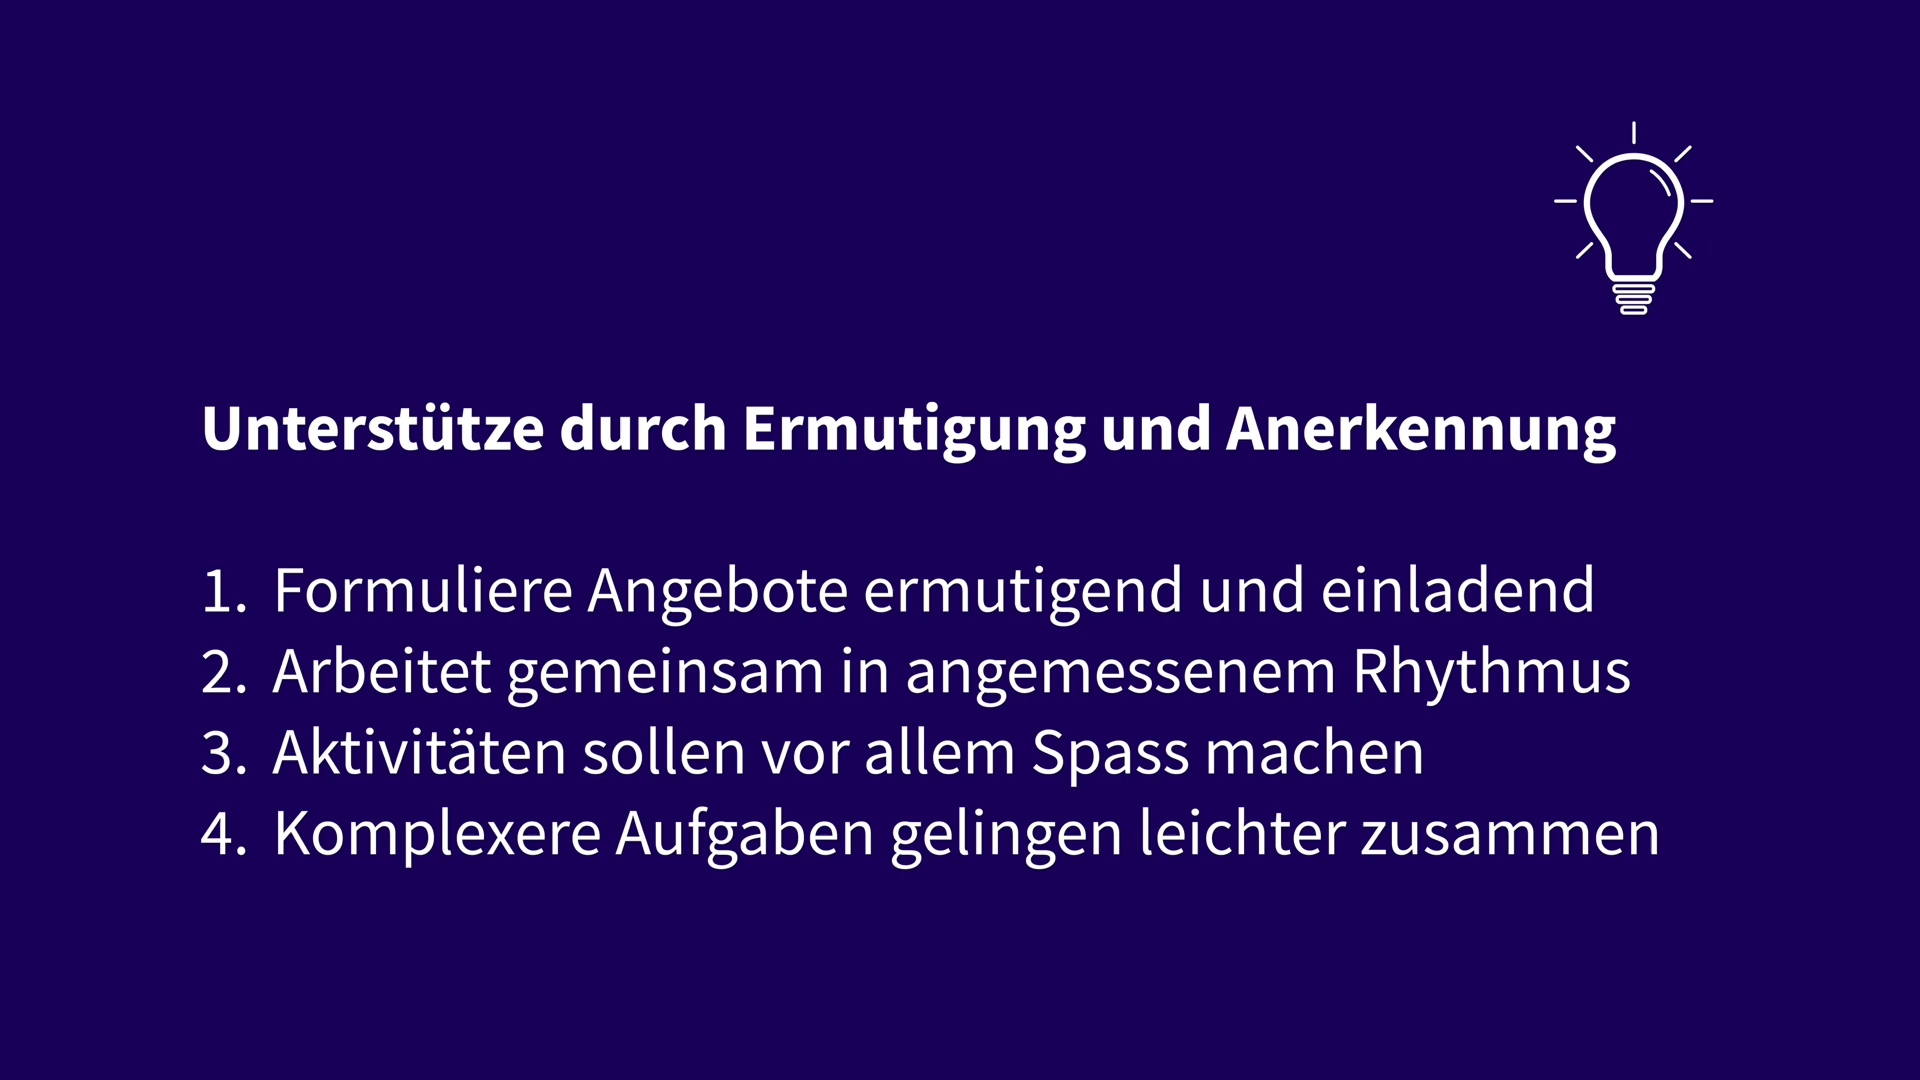 Unterstütze durch Ermutigung und Anerkennung
1. Formuliere Angebote ermutigend und einladend
2. Arbeitet gemeinsam in angemessenem Rhythmus
3. Aktivitäten sollen vor allem Spass machen
4. Komplexere Aufgaben gelingen leichter zusammen